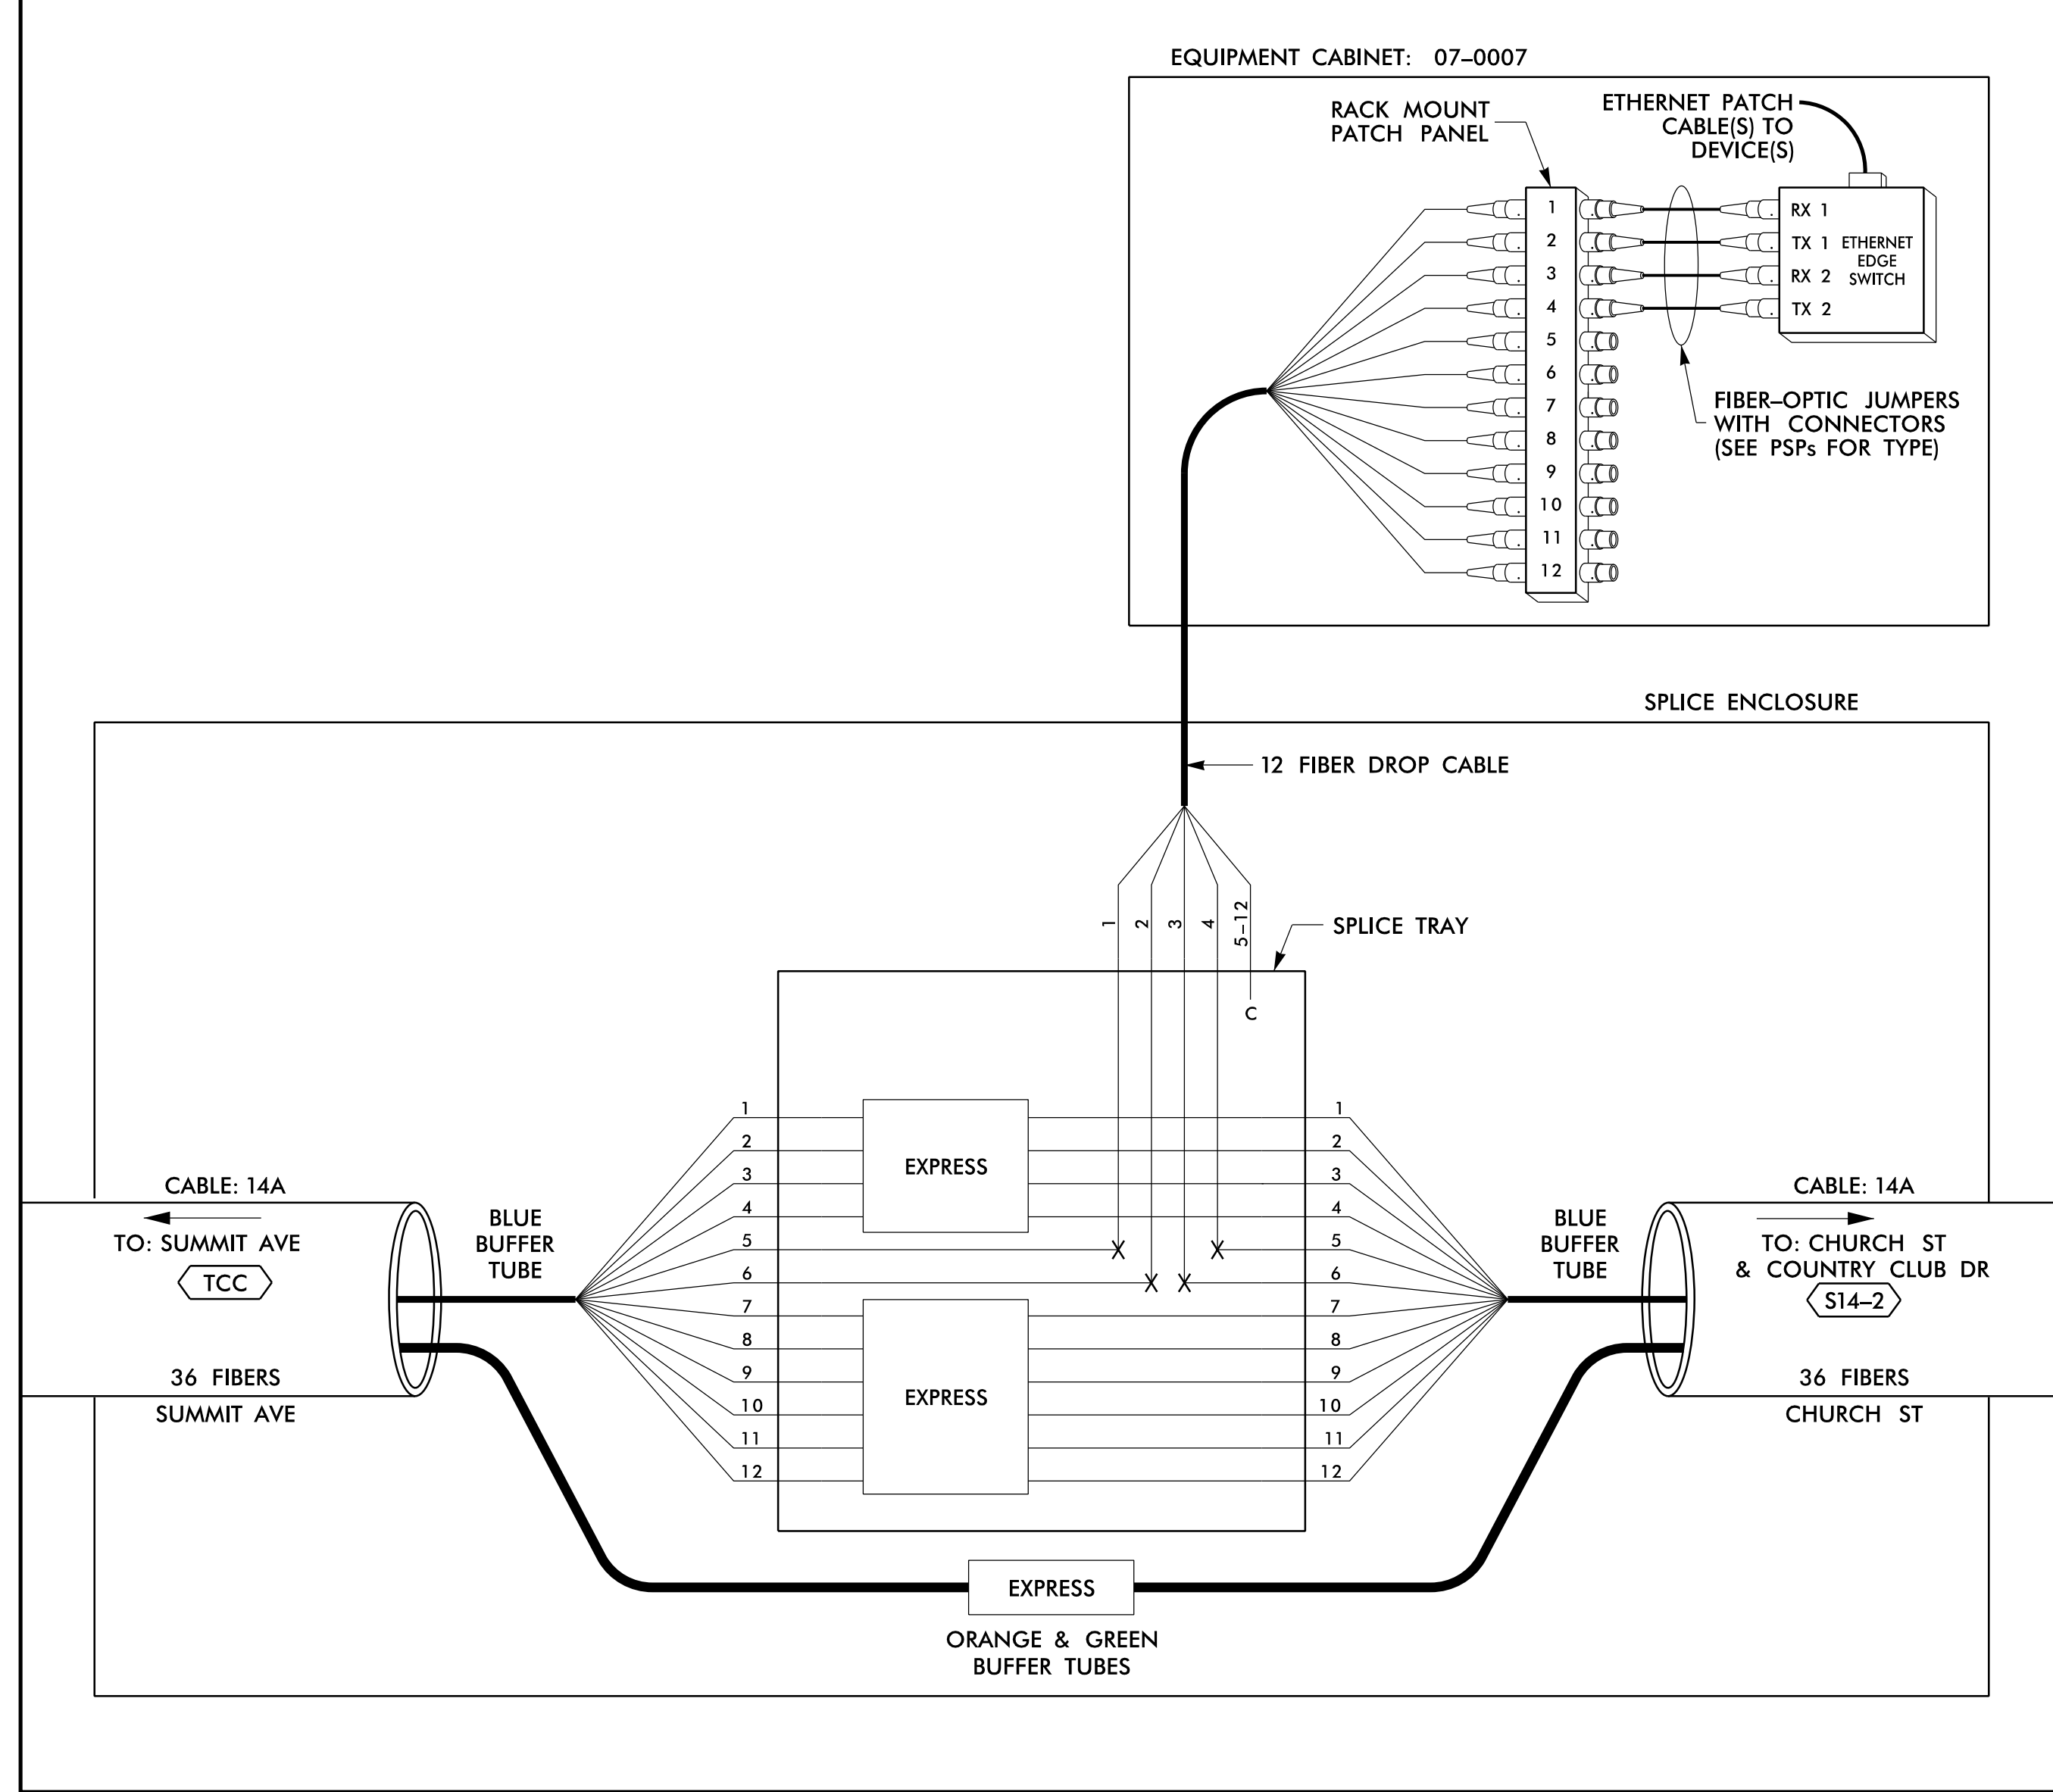 EQUIPMENT CABINET: 07–0007
RACK MOUNT
PATCH PANEL
ETHERNET PATCH
CABLE(S) TO
DEVICE(S)
1
2
3
4
5
6
7
8
9
10
11
12
RX 1
TX 1
RX 2
TX 2
ETHERNET
EDGE
SWITCH
FIBER–OPTIC JUMPERS
WITH CONNECTORS
(SEE PSPs FOR TYPE)
SPLICE ENCLOSURE
12 FIBER DROP CABLE
1
2
3
4
5–12
SPLICE TRAY
C
CABLE: 14A
TO: SUMMIT AVE
TCC
36 FIBERS
SUMMIT AVE
BLUE
BUFFER
TUBE
1
2
3
4
5
6
7
8
9
10
11
12
EXPRESS
EXPRESS
1
2
3
4
5
6
7
8
9
10
11
12
BLUE
BUFFER
TUBE
CABLE: 14A
TO: CHURCH ST
& COUNTRY CLUB DR
S14–2
36 FIBERS
CHURCH ST
EXPRESS
ORANGE & GREEN
BUFFER TUBES